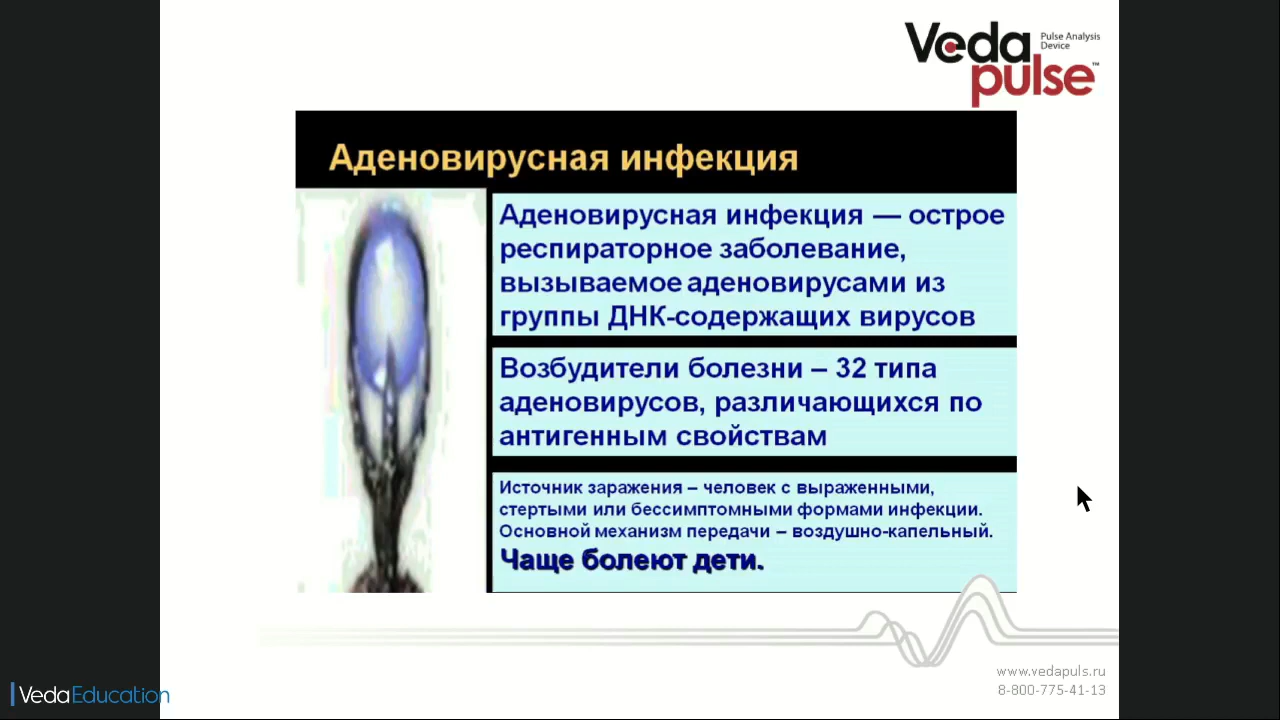 Veda Pulse Analysis Device
pulse™
Аденовирусная инфекция
Аденовирусная инфекция — острое
респираторное заболевание,
вызываемое аденовирусами из
группы ДНК-содержащих вирусов
Возбудители болезни – 32 типа
аденовирусов, различающихся по
антигенным свойствам
Источник заражения – человек с выраженными,
стертыми или бессимптомными формами инфекции.
Основной механизм передачи – воздушно-капельный.
Чаще болеют дети.
www.vedapuls.ru
8-800-775-41-13
VedaEducation